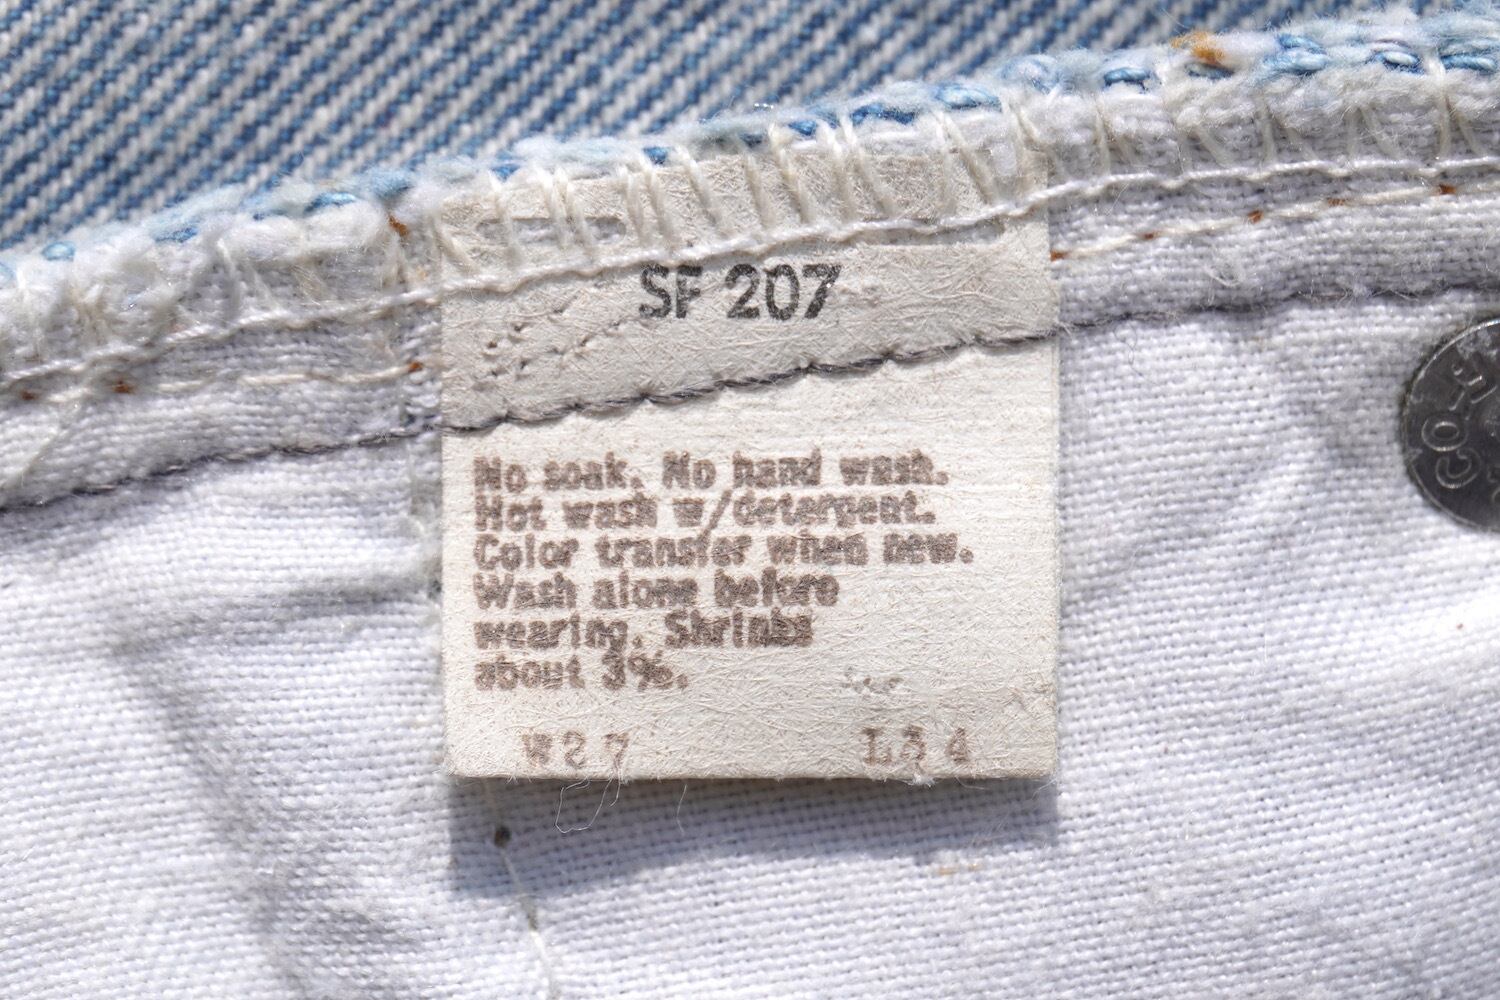 SF 207
No soak. No hand wash.
Hot wash w/detergent.
Color transfer when new.
Wash alone before
wearing. Shrinks
about 3%.
W27 L34
CO-